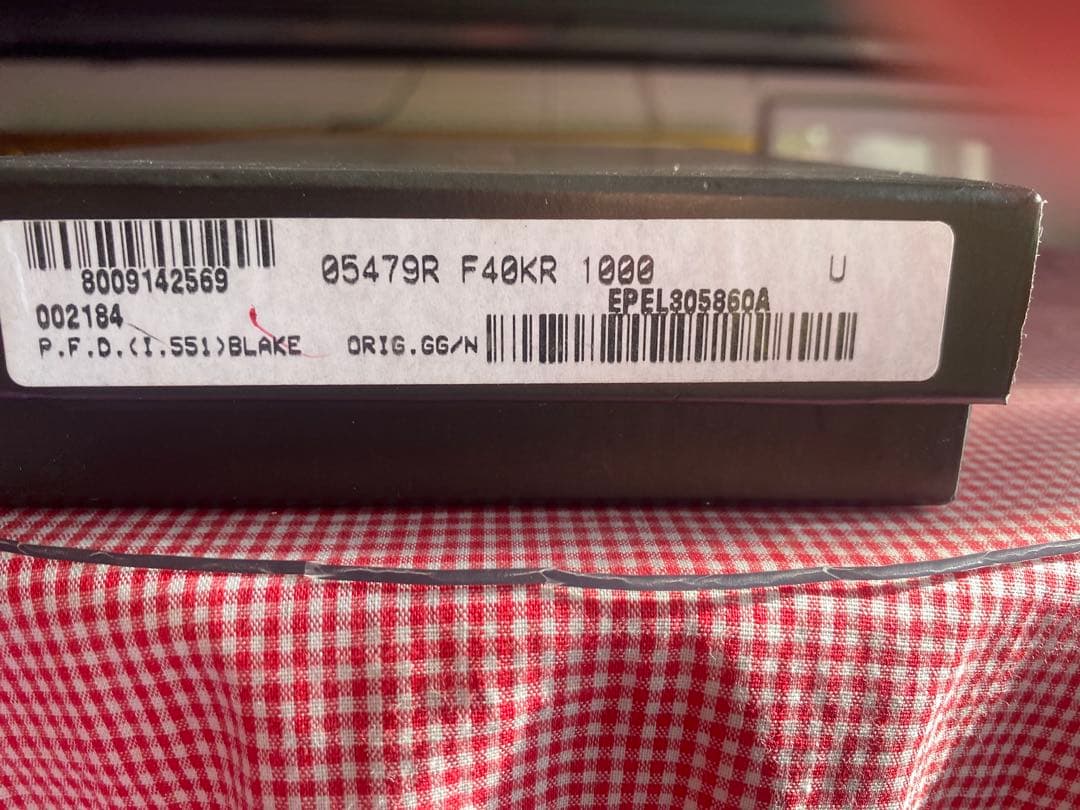 05479R F40KR 1000 U
8009142569
EPEL305860A
002184
P.F.D.(I.551)BLAKE ORIG.GG/N